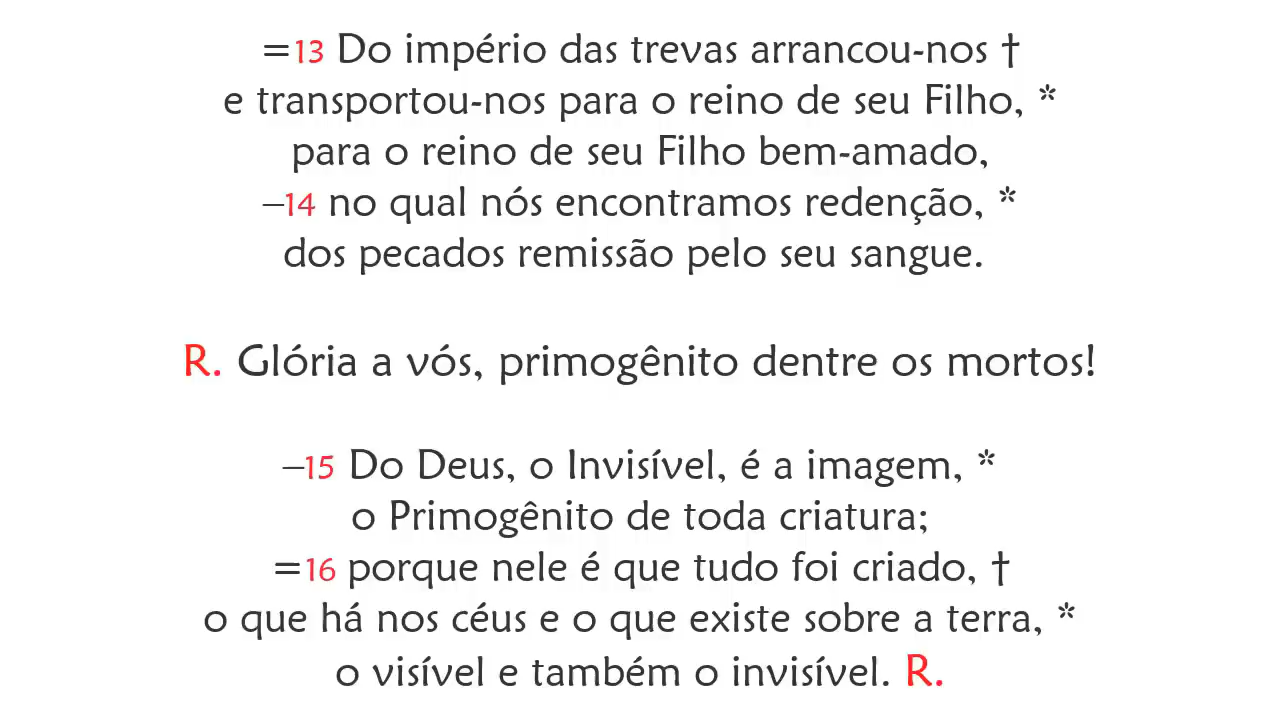 =13 Do império das trevas arrancou-nos †
e transportou-nos para o reino de seu Filho, *
para o reino de seu Filho bem-amado,
–14 no qual nós encontramos redenção, *
dos pecados remissão pelo seu sangue.
R. Glória a vós, primogênito dentre os mortos!
–15 Do Deus, o Invisível, é a imagem, *
o Primogênito de toda criatura;
=16 porque nele é que tudo foi criado, †
o que há nos céus e o que existe sobre a terra, *
o visível e também o invisível. R.